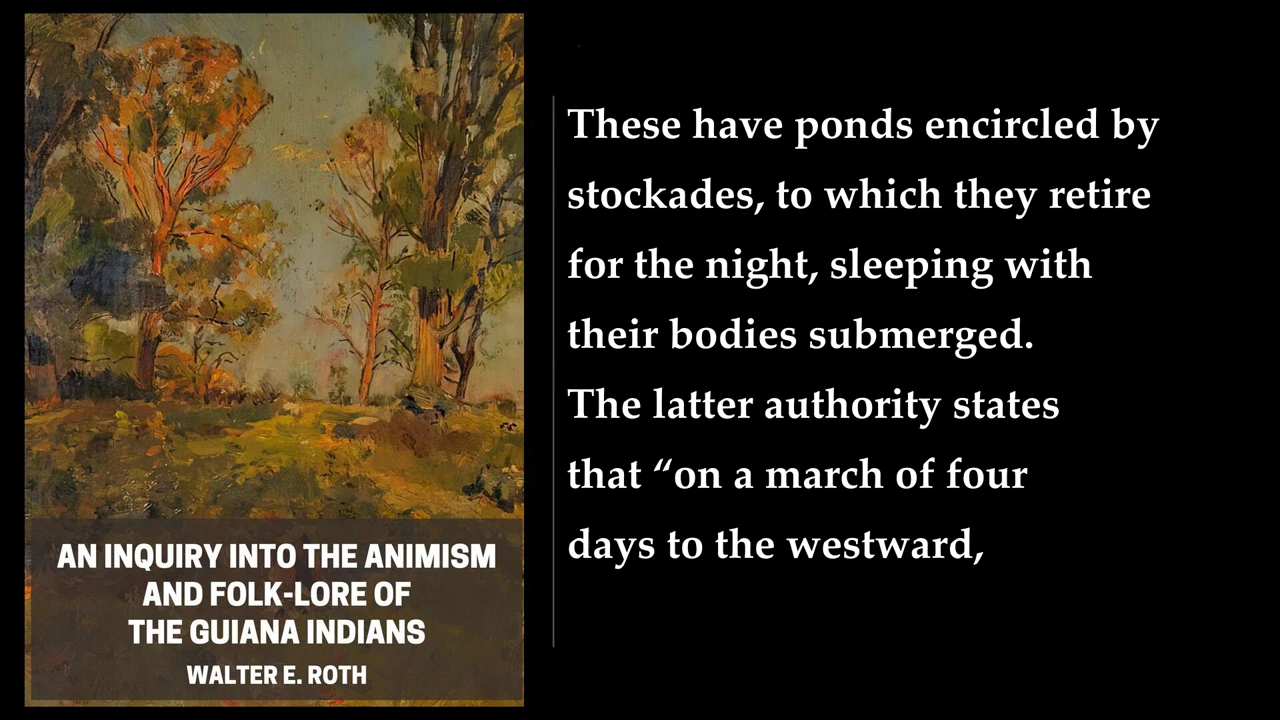 AN INQUIRY INTO THE ANIMISM
AND FOLK-LORE OF
THE GUIANA INDIANS
WALTER E. ROTH
These have ponds encircled by
stockades, to which they retire
for the night, sleeping with
their bodies submerged.
The latter authority states
that “on a march of four
days to the westward,